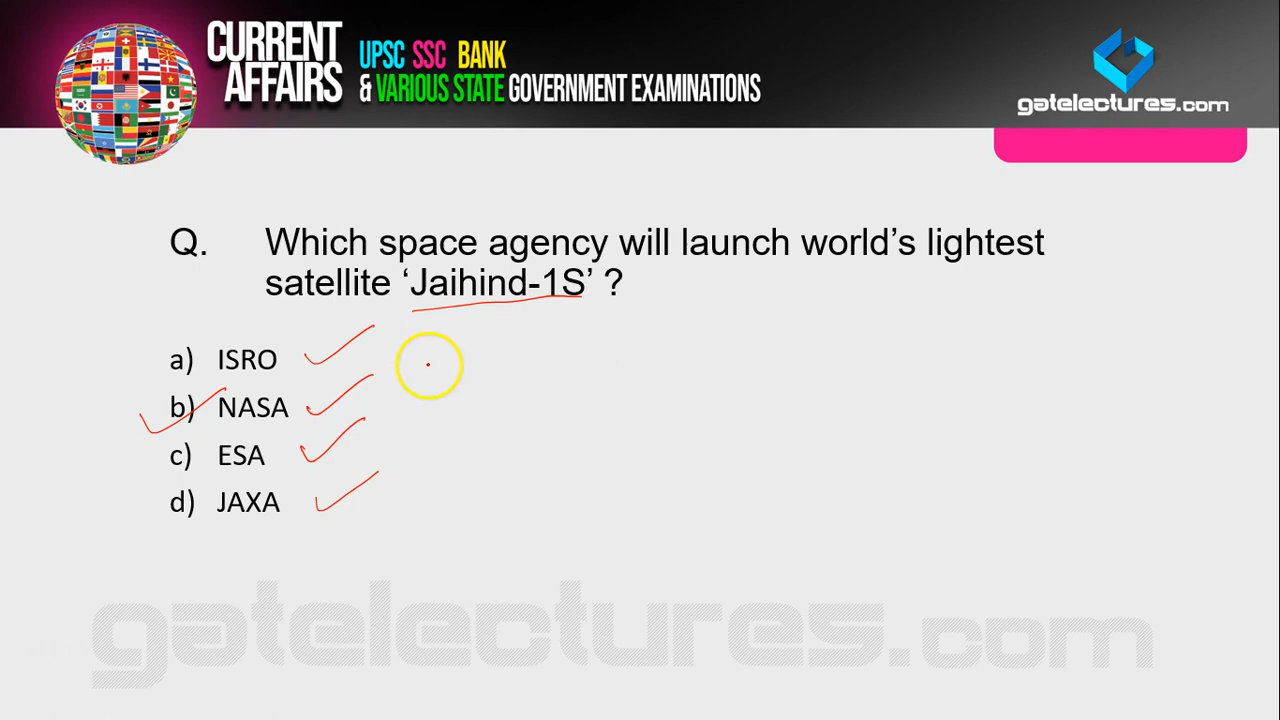 CURRENT
AFFAIRS
UPSC SSC BANK
& VARIOUS STATE GOVERNMENT EXAMINATIONS
gatelectures.com
Q. Which space agency will launch world’s lightest
satellite ‘Jaihind-1S’ ?
a) ISRO
b) NASA
c) ESA
d) JAXA
gatelectures.com